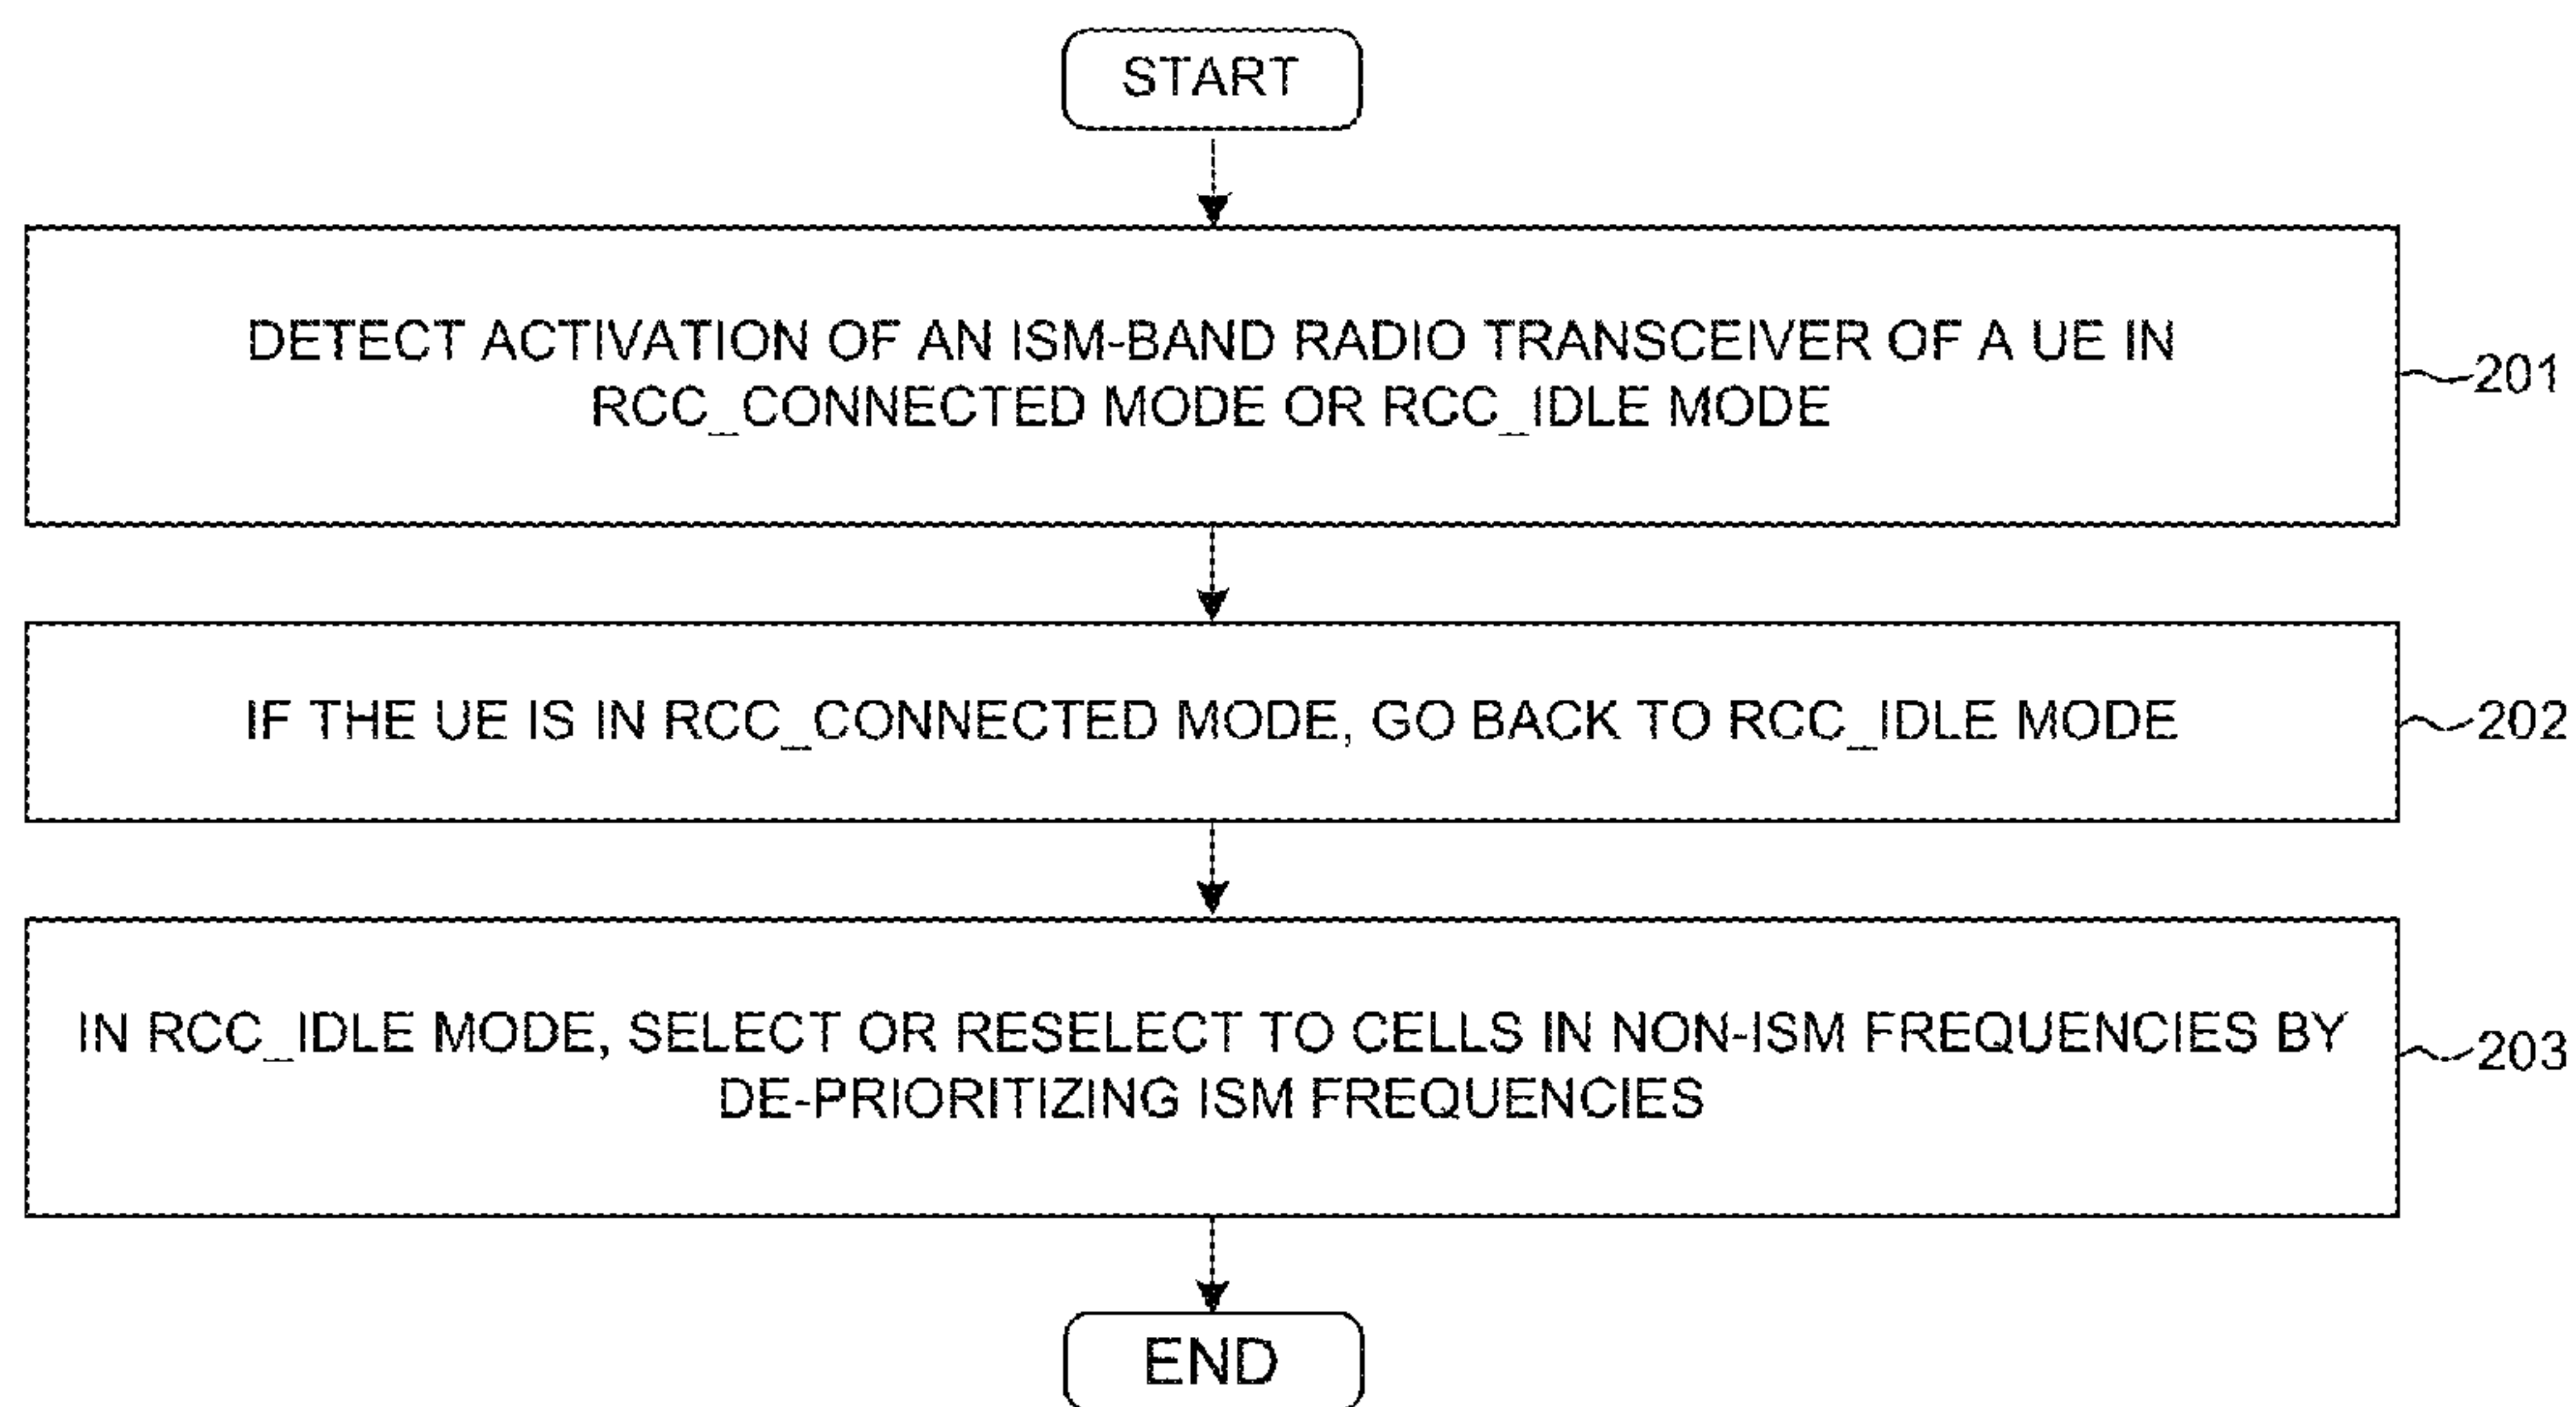 START
DETECT ACTIVATION OF AN ISM-BAND RADIO TRANSCEIVER OF A UE IN
RCC_CONNECTED MODE OR RCC_IDLE MODE
201
IF THE UE IS IN RCC_CONNECTED MODE, GO BACK TO RCC_IDLE MODE
202
IN RCC_IDLE MODE, SELECT OR RESELECT TO CELLS IN NON-ISM FREQUENCIES BY
DE-PRIORITIZING ISM FREQUENCIES
203
END